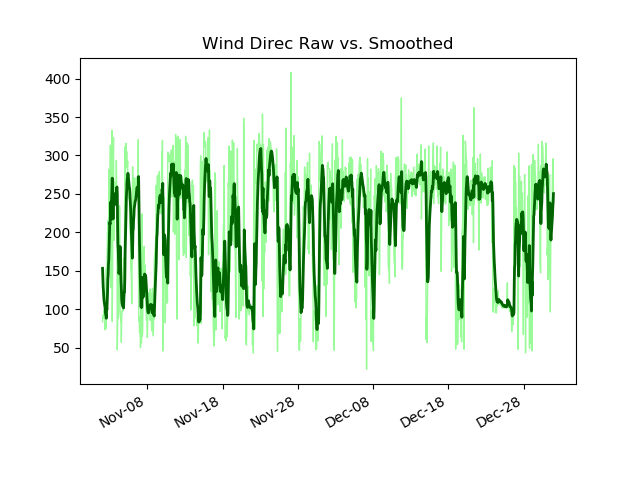 Wind Direc Raw vs. Smoothed
400
350
300
250
200
150
100
50
Nov-08
Nov-18
Nov-28
Dec-08
Dec-18
Dec-28